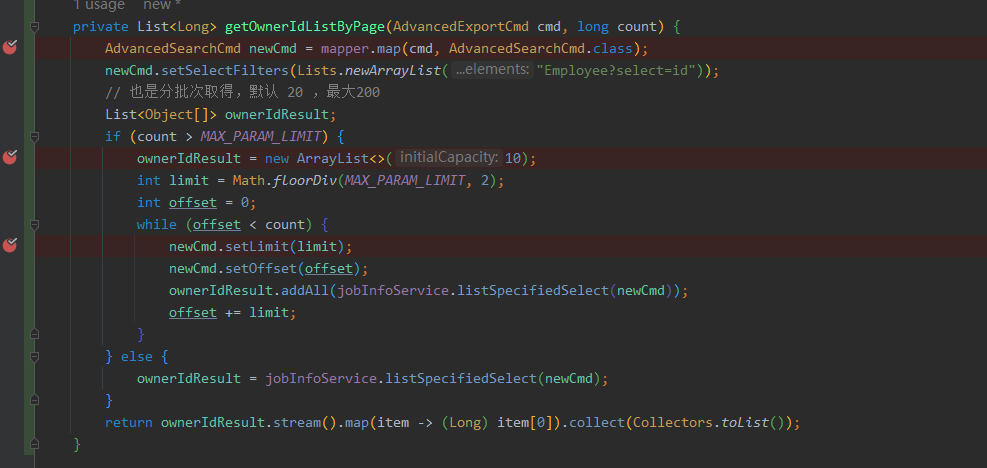 1 usage new *
private List<Long> getOwnerIdListByPage(AdvancedExportCmd cmd, long count) {
AdvancedSearchCmd newCmd = mapper.map(cmd, AdvancedSearchCmd.class);
newCmd.setSelectFilters(Lists.newArrayList( ...elements: "Employee?select=id"));
// 也是分批次取得，默认 20 ，最大200
List<Object[]> ownerIdResult;
if (count > MAX_PARAM_LIMIT) {
ownerIdResult = new ArrayList<>( initialCapacity: 10);
int limit = Math.floorDiv(MAX_PARAM_LIMIT, 2);
int offset = 0;
while (offset < count) {
newCmd.setLimit(limit);
newCmd.setOffset(offset);
ownerIdResult.addAll(jobInfoService.listSpecifiedSelect(newCmd));
offset += limit;
}
} else {
ownerIdResult = jobInfoService.listSpecifiedSelect(newCmd);
}
return ownerIdResult.stream().map(item -> (Long) item[0]).collect(Collectors.toList());
}